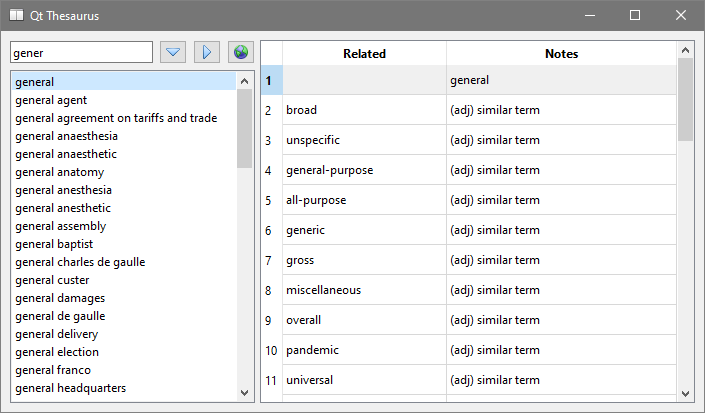 Qt Thesaurus
gener
general
general agent
general agreement on tariffs and trade
general anaesthesia
general anaesthetic
general anatomy
general anesthesia
general anesthetic
general assembly
general baptist
general charles de gaulle
general custer
general damages
general de gaulle
general delivery
general election
general franco
general headquarters
Related Notes
1 general
2 broad (adj) similar term
3 unspecific (adj) similar term
4 general-purpose (adj) similar term
5 all-purpose (adj) similar term
6 generic (adj) similar term
7 gross (adj) similar term
8 miscellaneous (adj) similar term
9 overall (adj) similar term
10 pandemic (adj) similar term
11 universal (adj) similar term